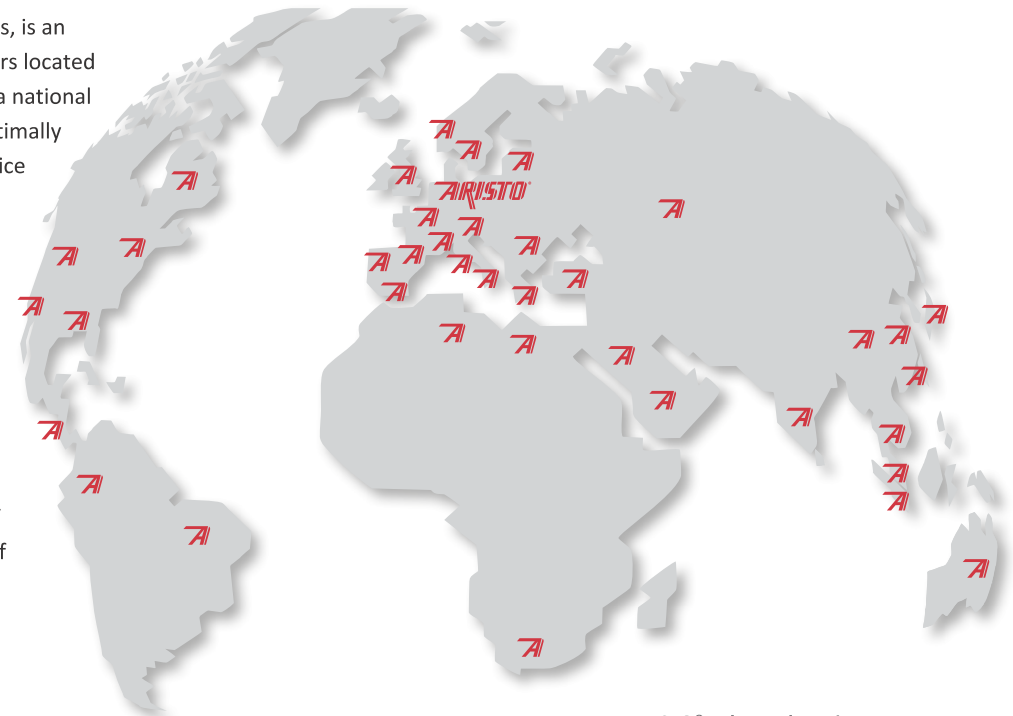 s, is an
rs located
a national
timally
ice
ARISTO
f